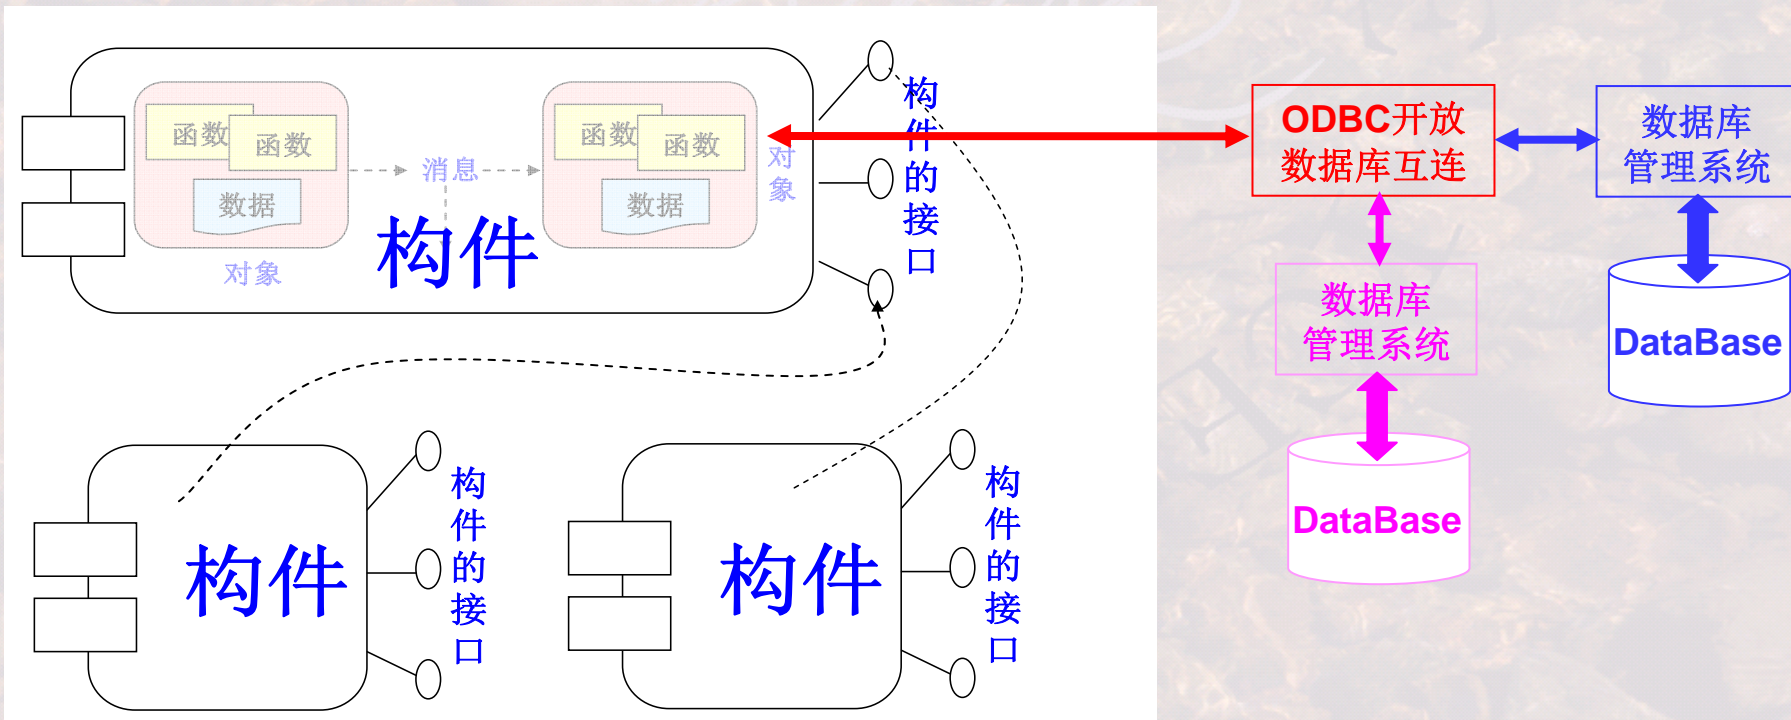 函数
函数
数据
对象
消息
函数
函数
数据
对象
构件
构件的接口
ODBC开放
数据库互连
数据库
管理系统
DataBase
数据库
管理系统
DataBase
构件
构件的接口
构件
构件的接口